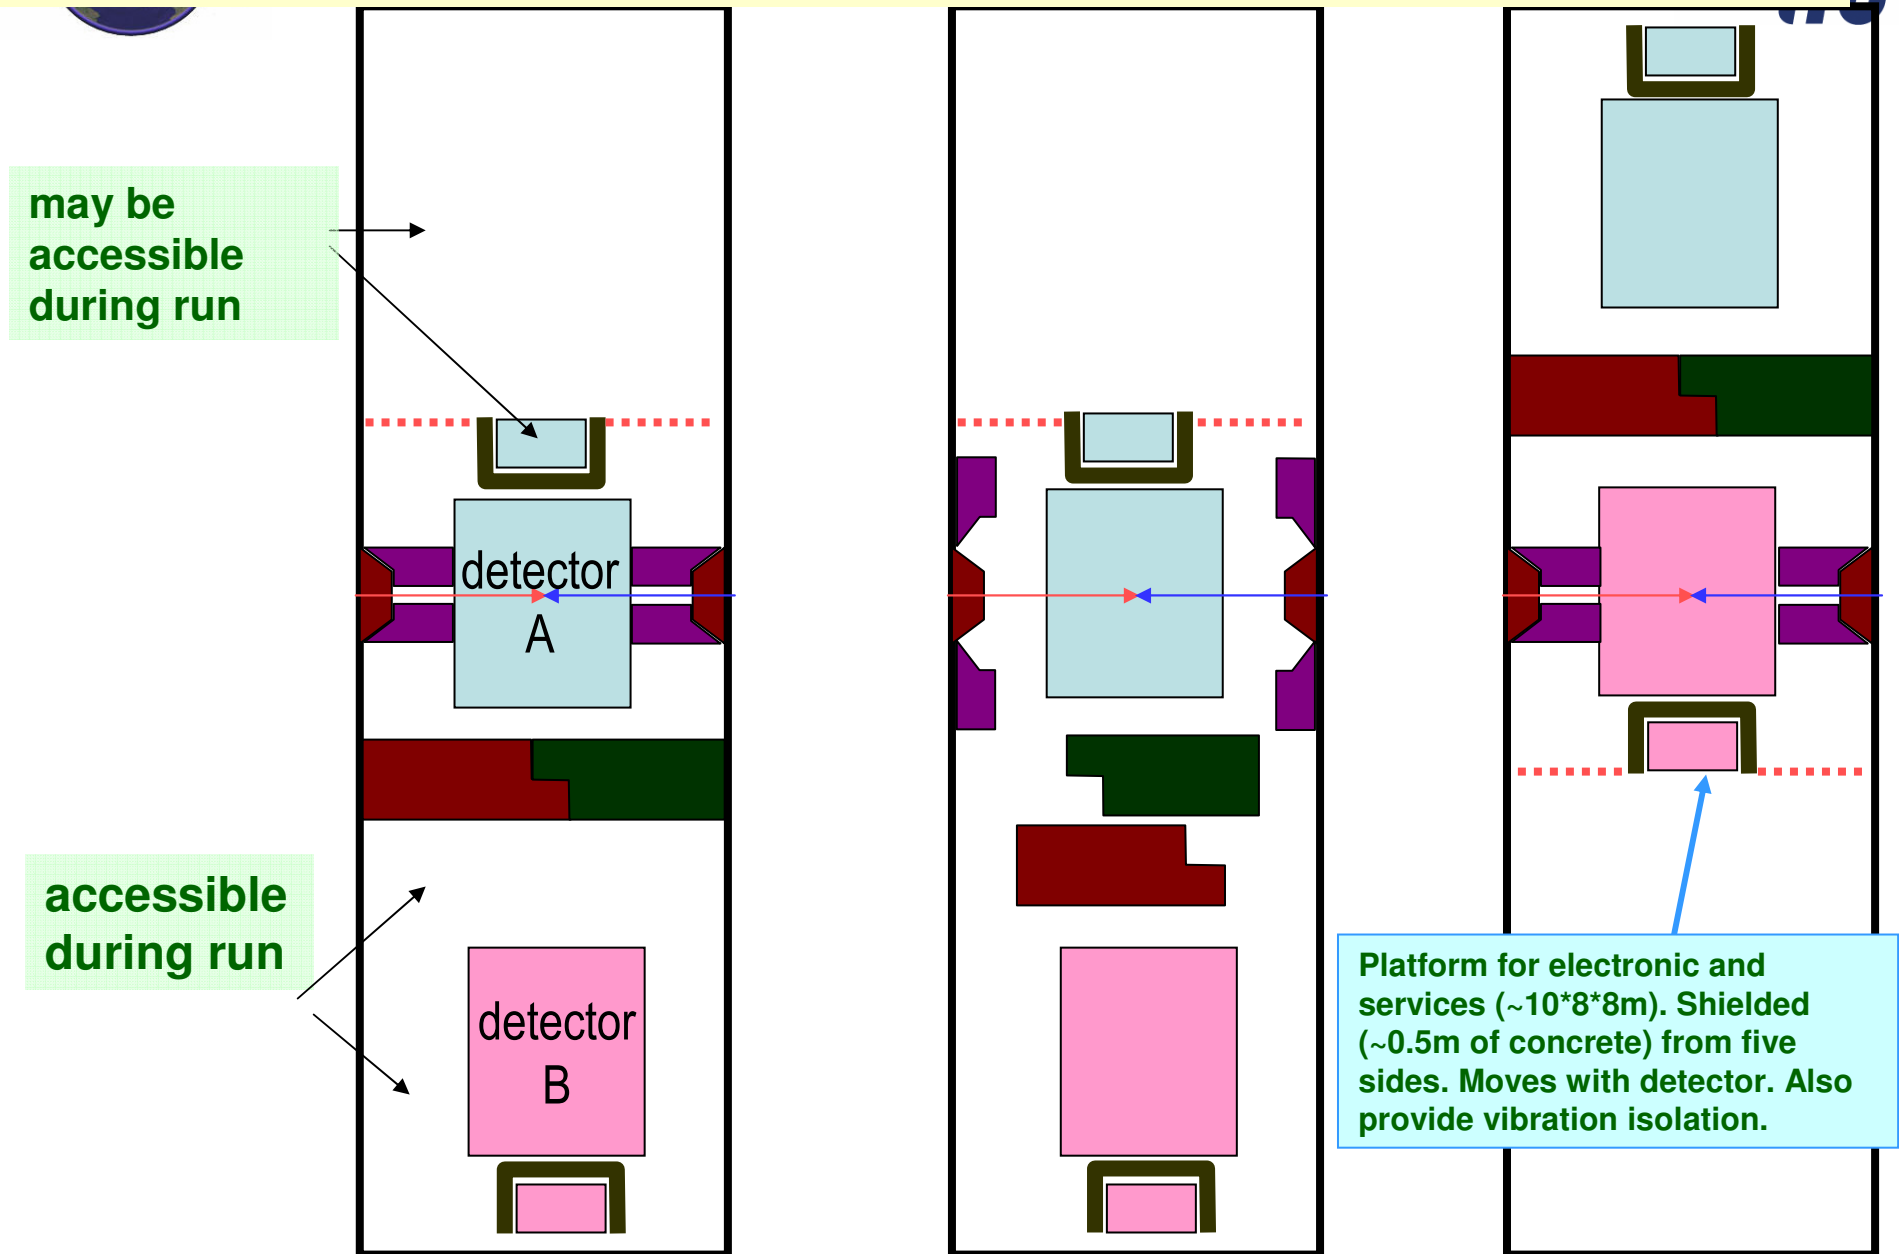 may be
accessible
during run
detector
A
accessible
during run
detector
B
Platform for electronic and
services (~10*8*8m). Shielded
(~0.5m of concrete) from five
sides. Moves with detector. Also
provide vibration isolation.